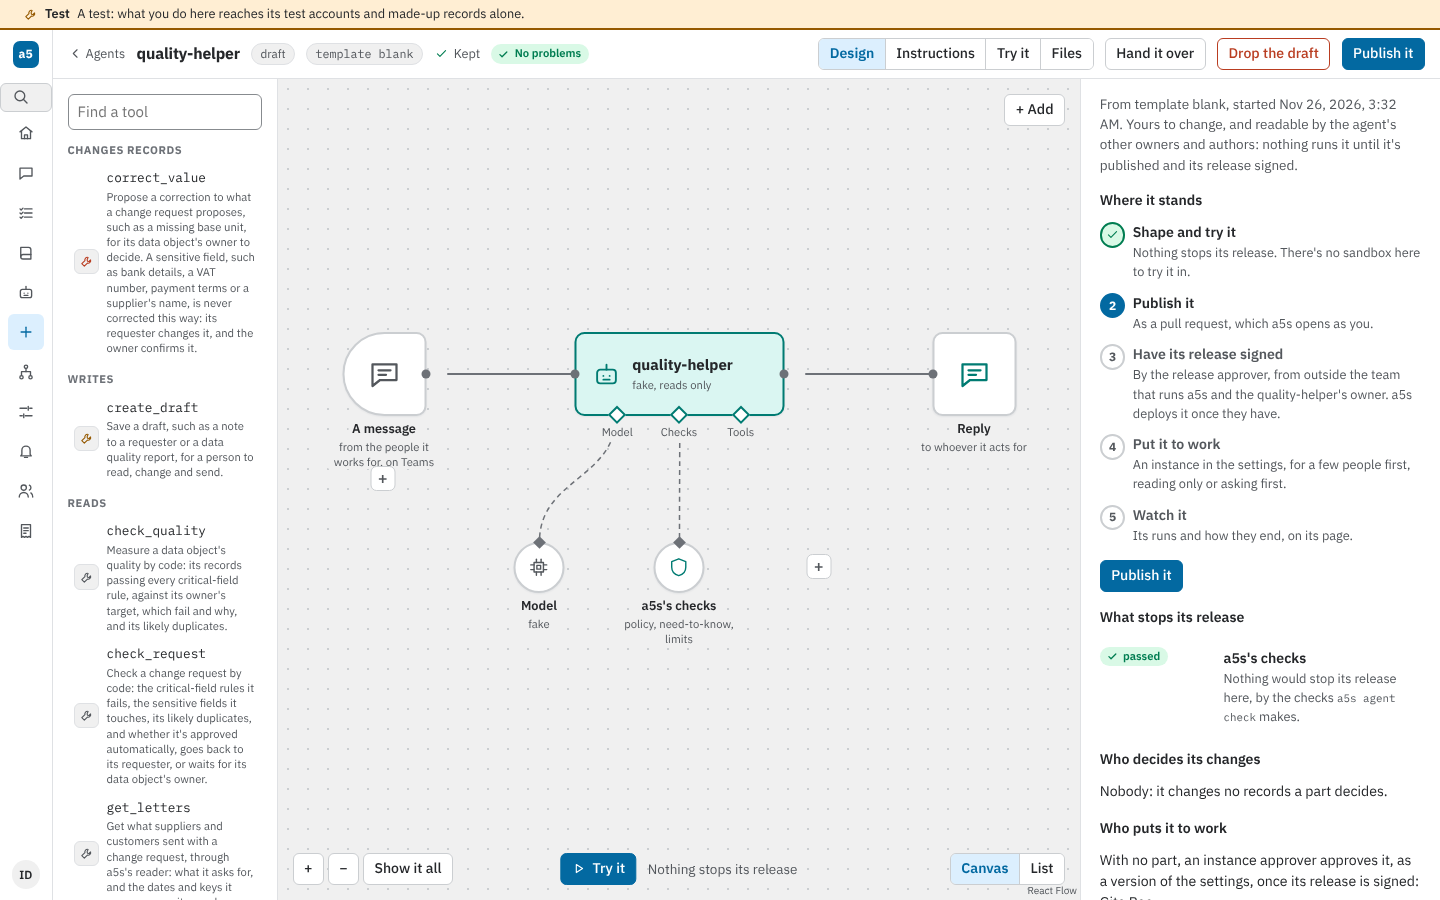 Test A test: what you do here reaches its test accounts and made-up records alone.
a5
Agents
quality-helper
draft
template blank
Kept
No problems
Design
Instructions
Try it
Files
Hand it over
Drop the draft
Publish it
Find a tool
CHANGES RECORDS
correct_value
Propose a correction to what
a change request proposes,
such as a missing base unit,
for its data object's owner to
decide. A sensitive field, such
as bank details, a VAT
number, payment terms or a
supplier's name, is never
corrected this way: its
requester changes it, and the
owner confirms it.
WRITES
create_draft
Save a draft, such as a note
to a requester or a data
quality report, for a person to
read, change and send.
READS
check_quality
Measure a data object's
quality by code: its records
passing every critical-field
rule, against its owner's
target, which fail and why,
and its likely duplicates.
check_request
Check a change request by
code: the critical-field rules it
fails, the sensitive fields it
touches, its likely duplicates,
and whether it's approved
automatically, goes back to
its requester, or waits for its
data object's owner.
get_letters
Get what suppliers and
customers sent with a
change request, through
a5s's reader: what it asks for,
and the dates and keys it
ID
+ Add
A message
from the people it
works for, on Teams
+
quality-helper
fake, reads only
Model
Checks
Tools
Reply
to whoever it acts for
Model
fake
a5s's checks
policy, need-to-know,
limits
+
+
−
Show it all
Try it
Nothing stops its release
Canvas
List
React Flow
From template blank, started Nov 26, 2026, 3:32
AM. Yours to change, and readable by the agent's
other owners and authors: nothing runs it until it's
published and its release signed.
Where it stands
Shape and try it
Nothing stops its release. There's no sandbox here
to try it in.
2
Publish it
As a pull request, which a5s opens as you.
3
Have its release signed
By the release approver, from outside the team
that runs a5s and the quality-helper's owner. a5s
deploys it once they have.
4
Put it to work
An instance in the settings, for a few people first,
reading only or asking first.
5
Watch it
Its runs and how they end, on its page.
Publish it
What stops its release
passed
a5s's checks
Nothing would stop its release
here, by the checks a5s agent
check makes.
Who decides its changes
Nobody: it changes no records a part decides.
Who puts it to work
With no part, an instance approver approves it, as
a version of the settings, once its release is signed: